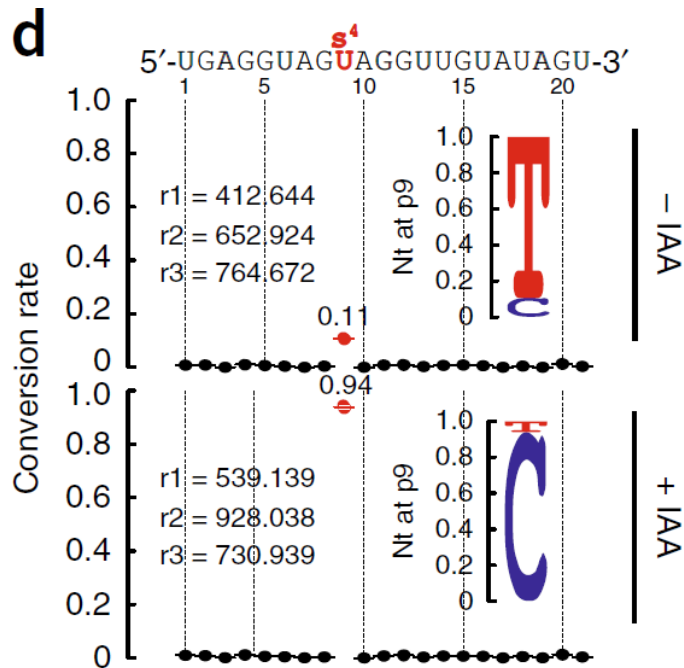 d
s4
5′-UGAGGUAGUAGGUUGUAUAGU-3′
1 5 10 15 20
Conversion rate
1.0
0.8
0.6
0.4
0.2
0
r1 = 412.644
r2 = 652.924
r3 = 764.672
0.11
Nt at p9
1.0
0.8
0.6
0.4
0.2
0
T
C
– IAA
1.0
0.8
0.6
0.4
0.2
0
0.94
r1 = 539.139
r2 = 928.038
r3 = 730.939
Nt at p9
1.0
0.8
0.6
0.4
0.2
0
T
C
+ IAA